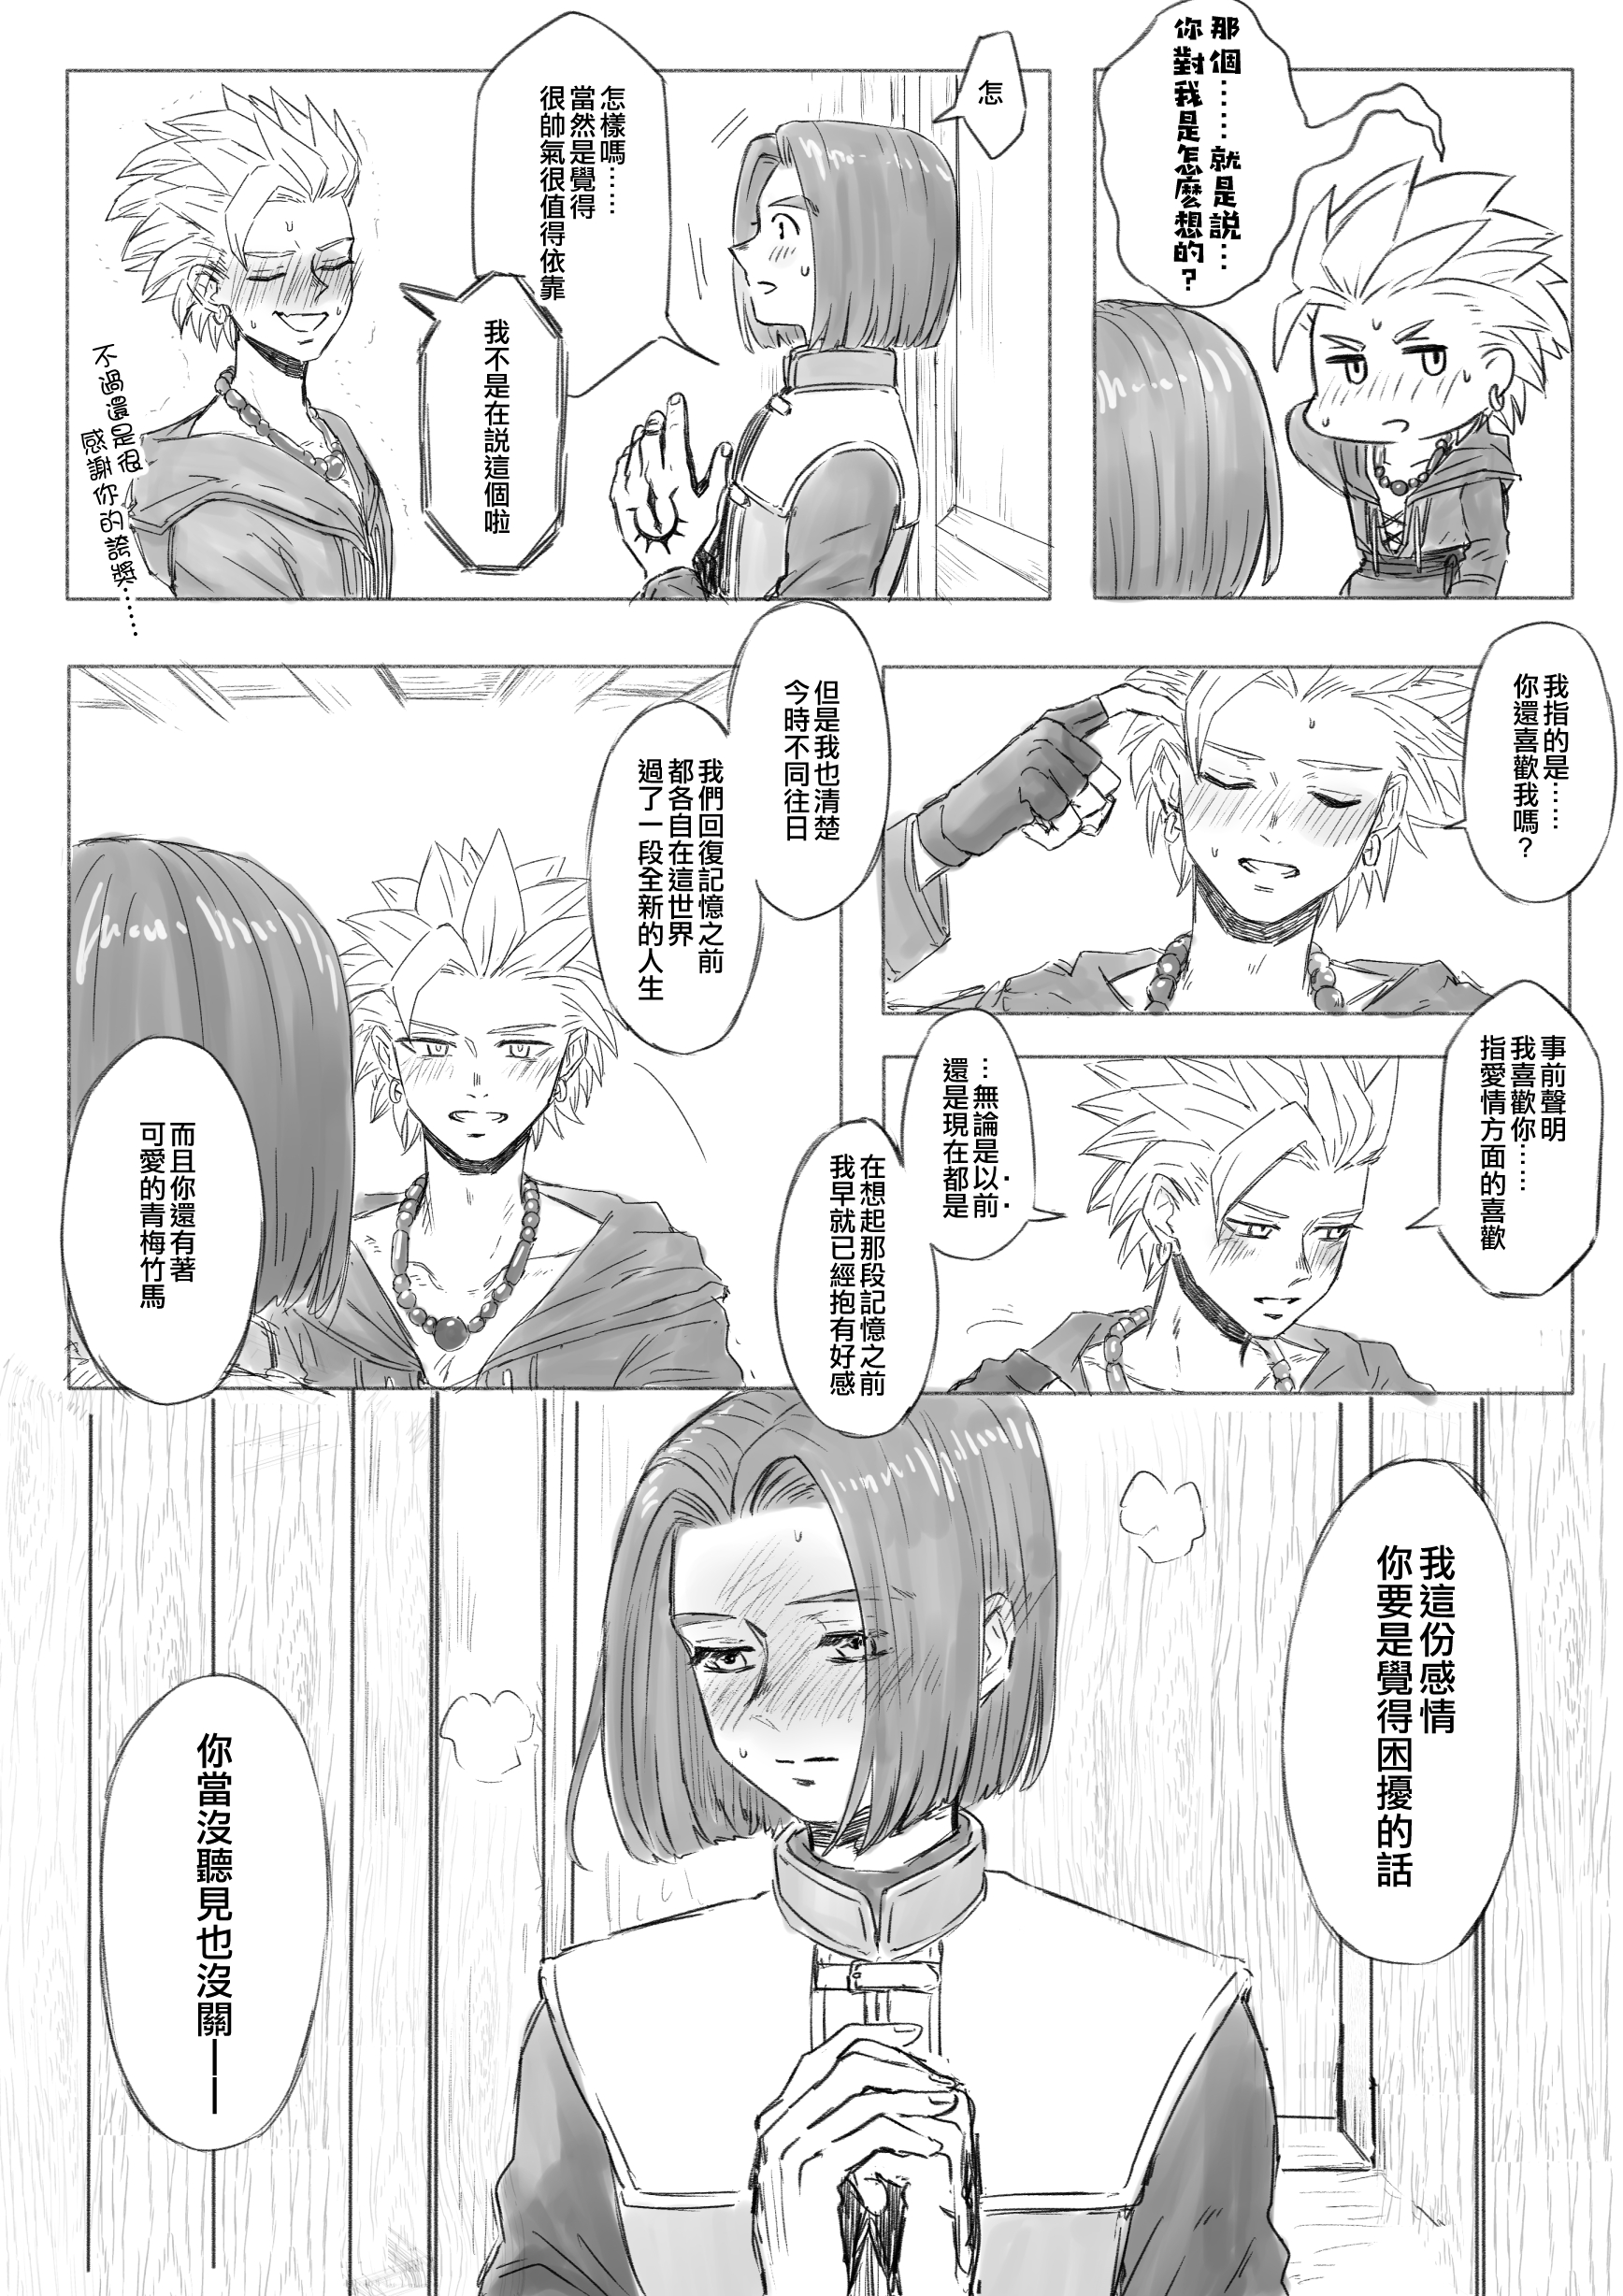 那個……就是説…
你對我是怎麼想的?
怎
怎樣嗎……
當然是覺得
很帥氣很值得依靠
我不是在説這個啦
不過還是很
感謝你的誇獎……
我指的是……
你還喜歡我嗎?
事前聲明
我喜歡你……
指愛情方面的喜歡
…無論是以前
還是現在都是
在想起那段記憶之前
我早就已經抱有好感
但是我也清楚
今時不同往日
我們回復記憶之前
都各自在這世界
過了一段全新的人生
而且你還有著
可愛的青梅竹馬
我這份感情
你要是覺得困擾的話
你當沒聽見也沒關——